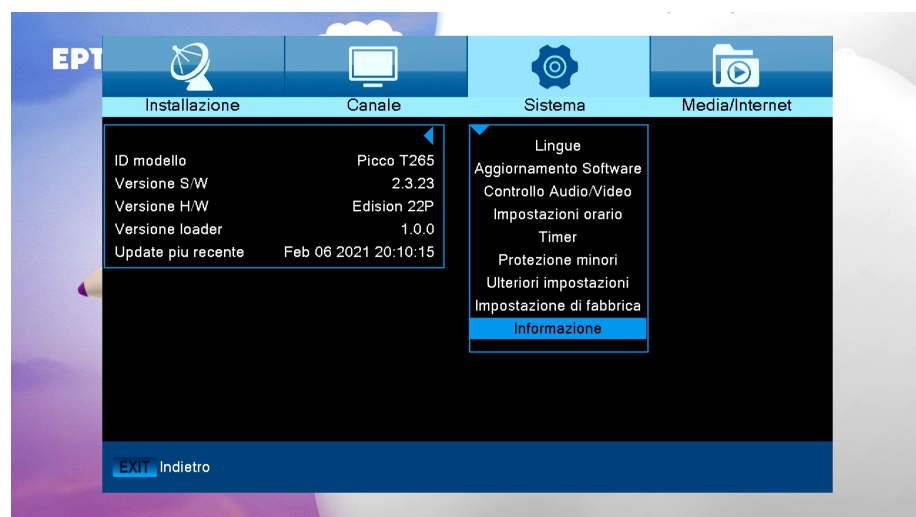 ΕΡΤ
Installazione
Canale
Sistema
Media/Internet
ID modello Picco T265
Versione S/W 2.3.23
Versione H/W Edision 22P
Versione loader 1.0.0
Update piu recente Feb 06 2021 20:10:15
Lingue
Aggiornamento Software
Controllo Audio/Video
Impostazioni orario
Timer
Protezione minori
Ulteriori impostazioni
Impostazione di fabbrica
Informazione
EXIT Indietro